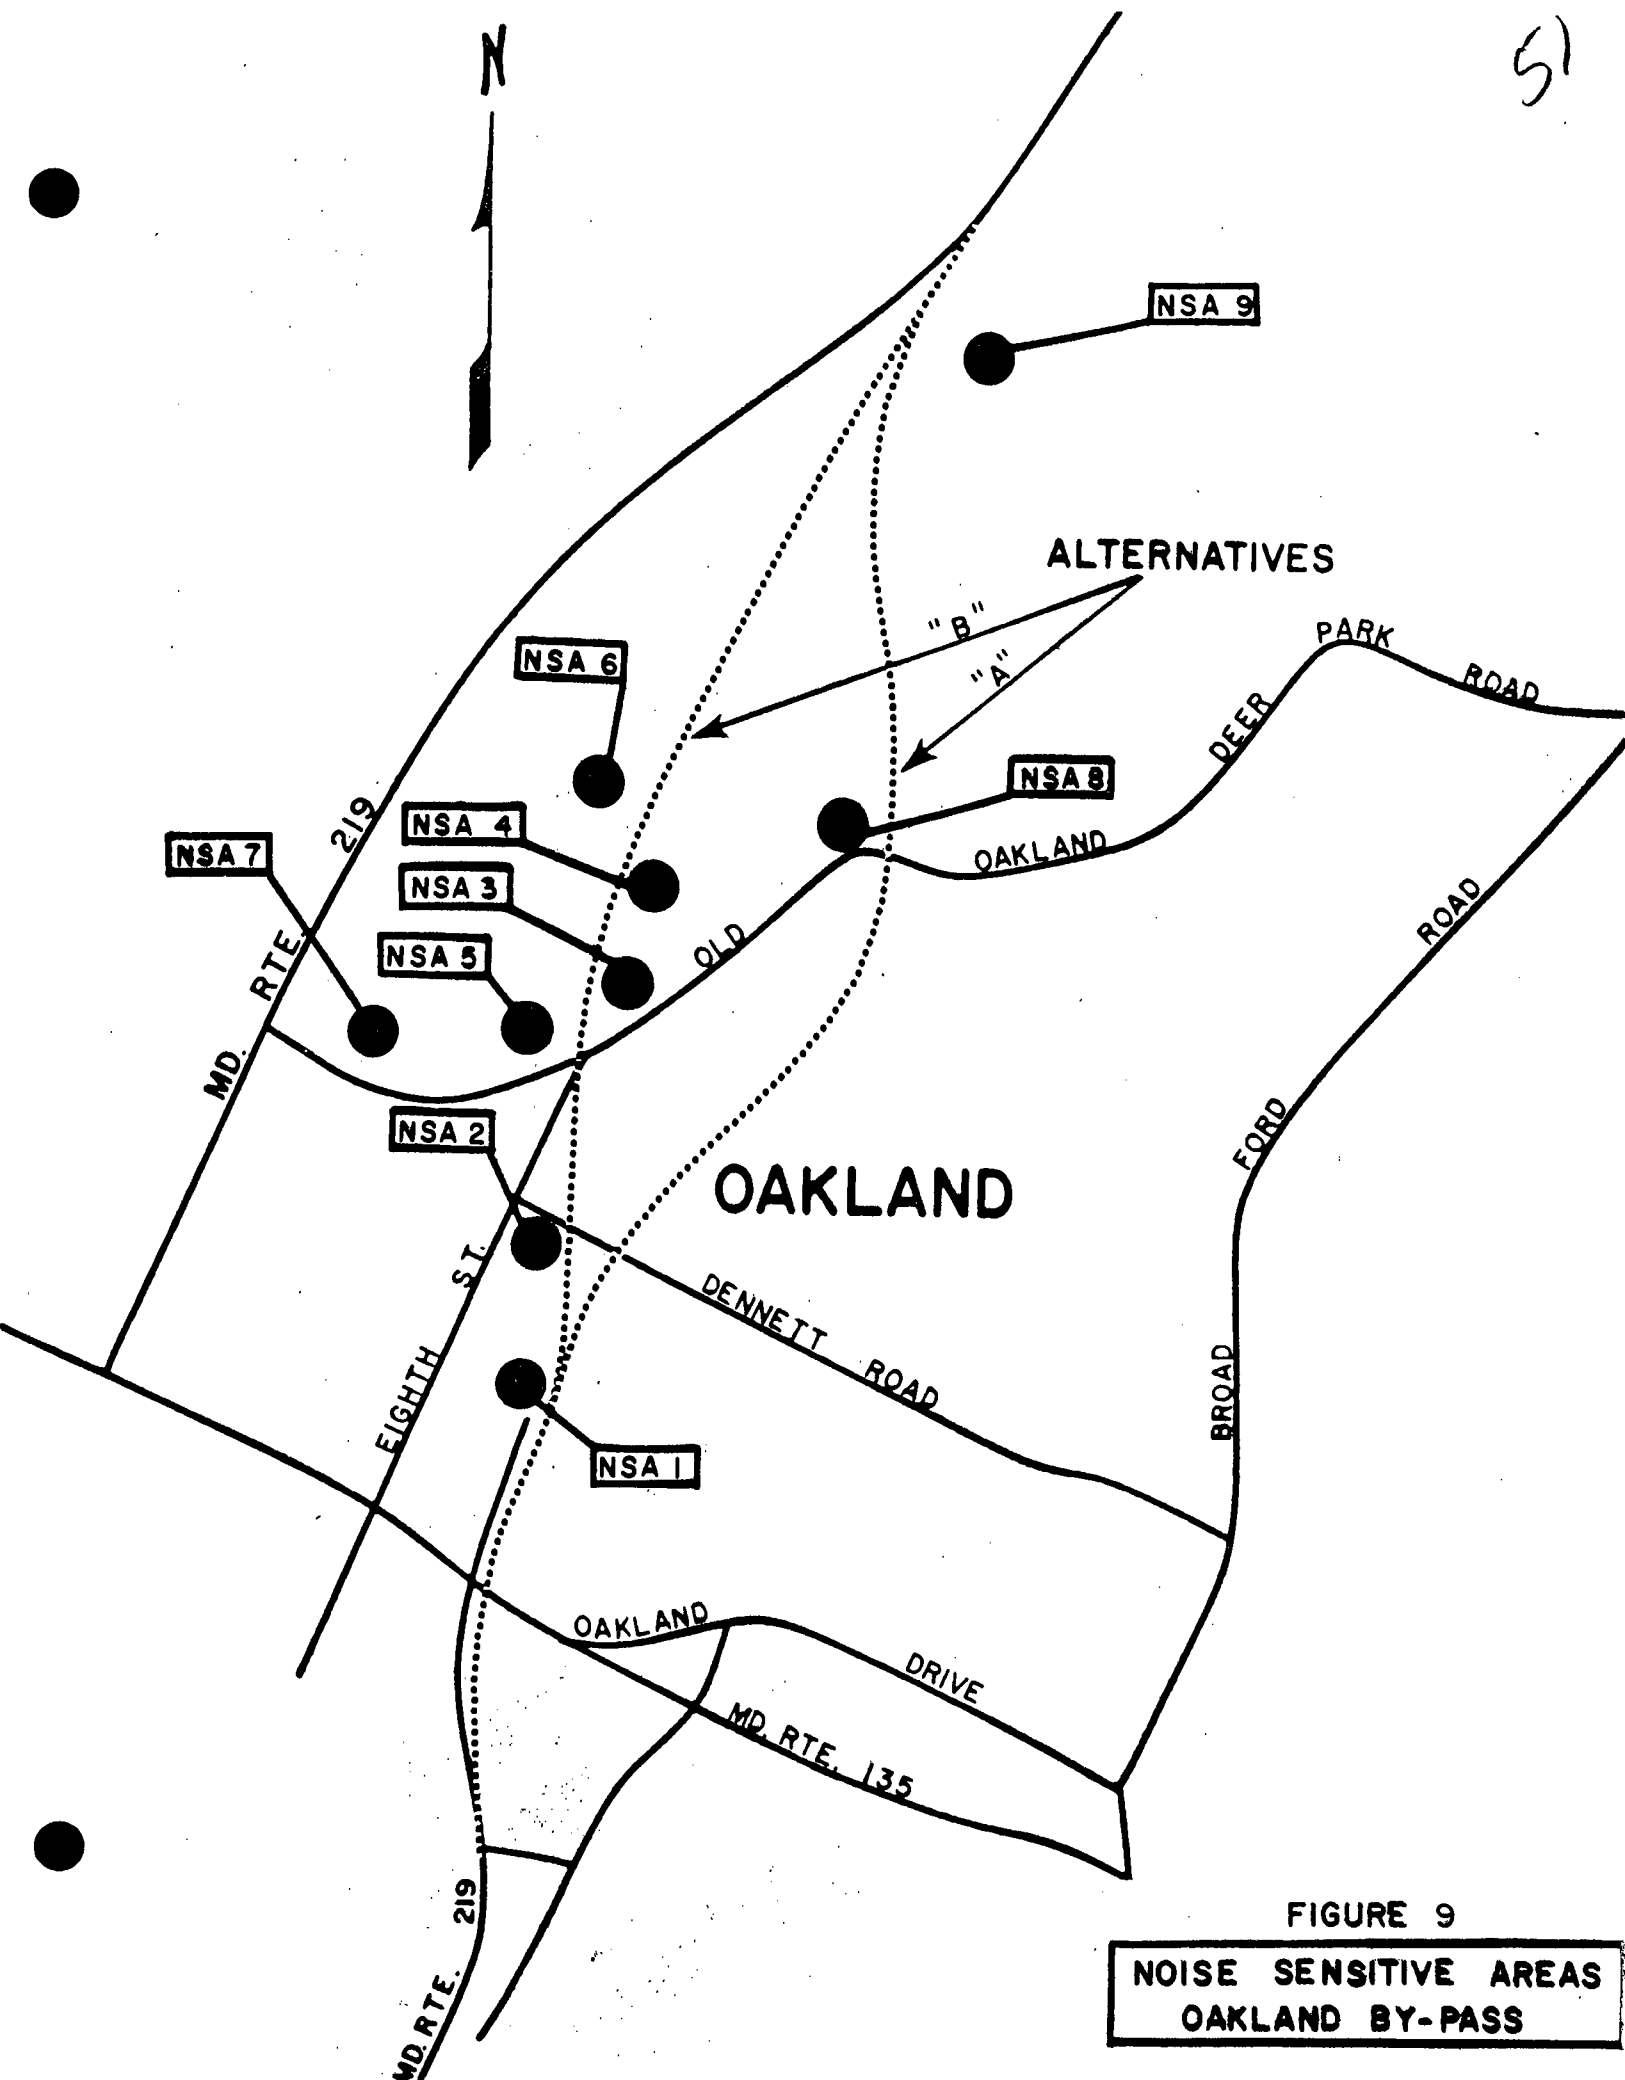 N
51
NSA 9
ALTERNATIVES
"B"
"A"
PARK
ROAD
DEER
NSA 6
NSA 8
219
NSA 4
OAKLAND
NSA 7
NSA 3
ROAD
OLD
NSA 5
RTE.
MD.
NSA 2
FORD
OAKLAND
ST.
DENNETT
ROAD
EIGHTH
BROAD
NSA 1
OAKLAND
DRIVE
MD. RTE. 135
219
MD. RTE.
FIGURE 9
NOISE SENSITIVE AREAS
OAKLAND BY-PASS